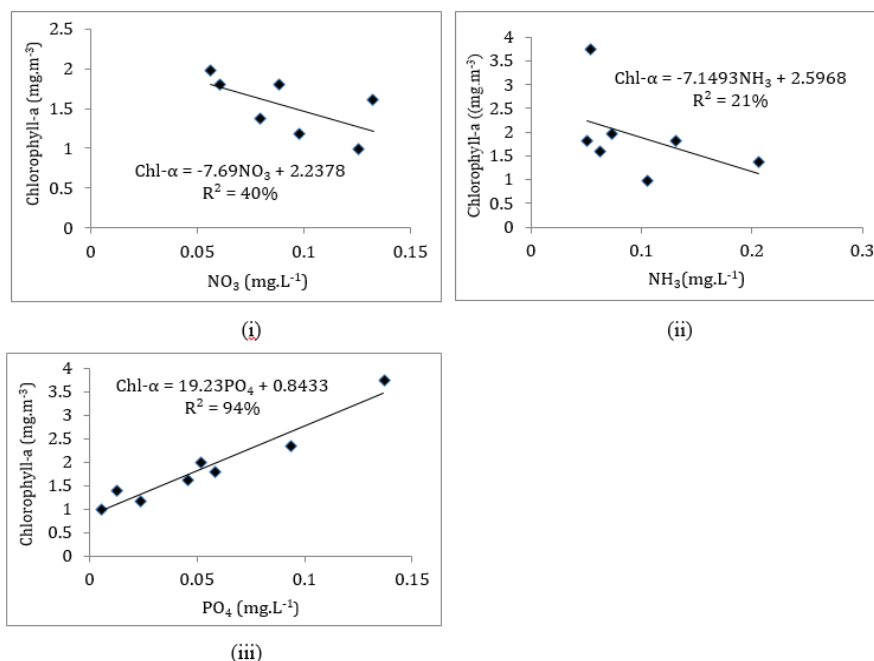 Chlorophyll-a (mg.m⁻³)
2.5
2
1.5
1
0.5
0
Chl-α = -7.69NO₃ + 2.2378
R² = 40%
0 0.05 0.1 0.15
NO₃ (mg.L⁻¹)
(i)
Chlorophyll-a ((mg.m⁻³)
4
3.5
3
2.5
2
1.5
1
0.5
0
Chl-α = -7.1493NH₃ + 2.5968
R² = 21%
0 0.1 0.2 0.3
NH₃(mg.L⁻¹)
(ii)
Chlorophyll-a (mg.m⁻³)
4
3.5
3
2.5
2
1.5
1
0.5
0
Chl-α = 19.23PO₄ + 0.8433
R² = 94%
0 0.05 0.1 0.15
PO₄ (mg.L⁻¹)
(iii)